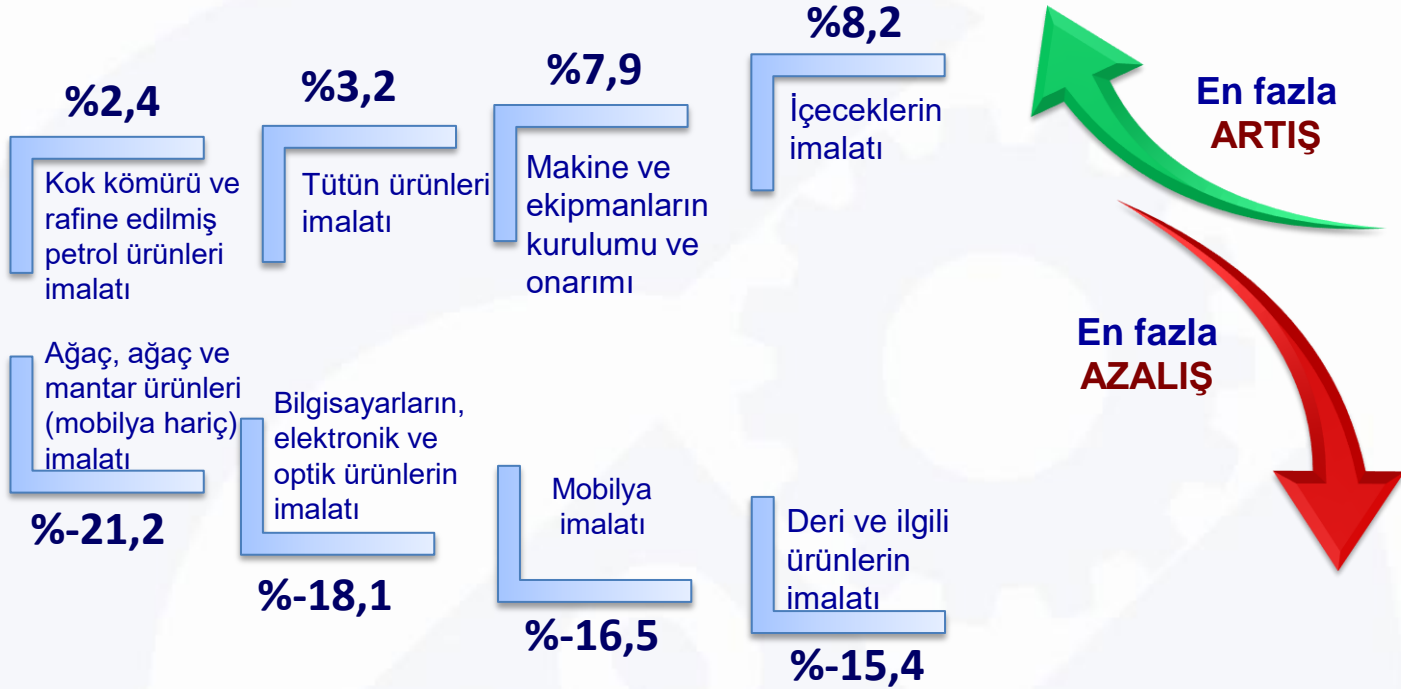 %2,4
Kok kömürü ve
rafine edilmiş
petrol ürünleri
imalatı
%3,2
Tütün ürünleri
imalatı
%7,9
Makine ve
ekipmanların
kurulumu ve
onarımı
%8,2
İçeceklerin
imalatı
En fazla
ARTIŞ
Ağaç, ağaç ve
mantar ürünleri
(mobilya hariç)
imalatı
%-21,2
Bilgisayarların,
elektronik ve
optik ürünlerin
imalatı
%-18,1
Mobilya
imalatı
%-16,5
Deri ve ilgili
ürünlerin
imalatı
%-15,4
En fazla
AZALIŞ